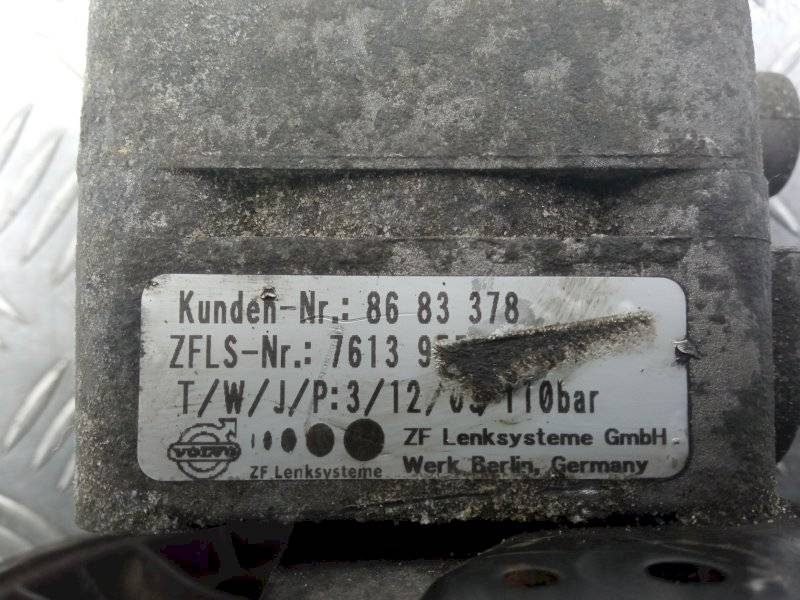 Kunden-Nr.: 86 83 378
ZFLS-Nr.: 7613
T/W/J/P:3/12/ 110bar
VOLVO
ZF Lenksysteme
ZF Lenksysteme GmbH
Werk Berlin, Germany